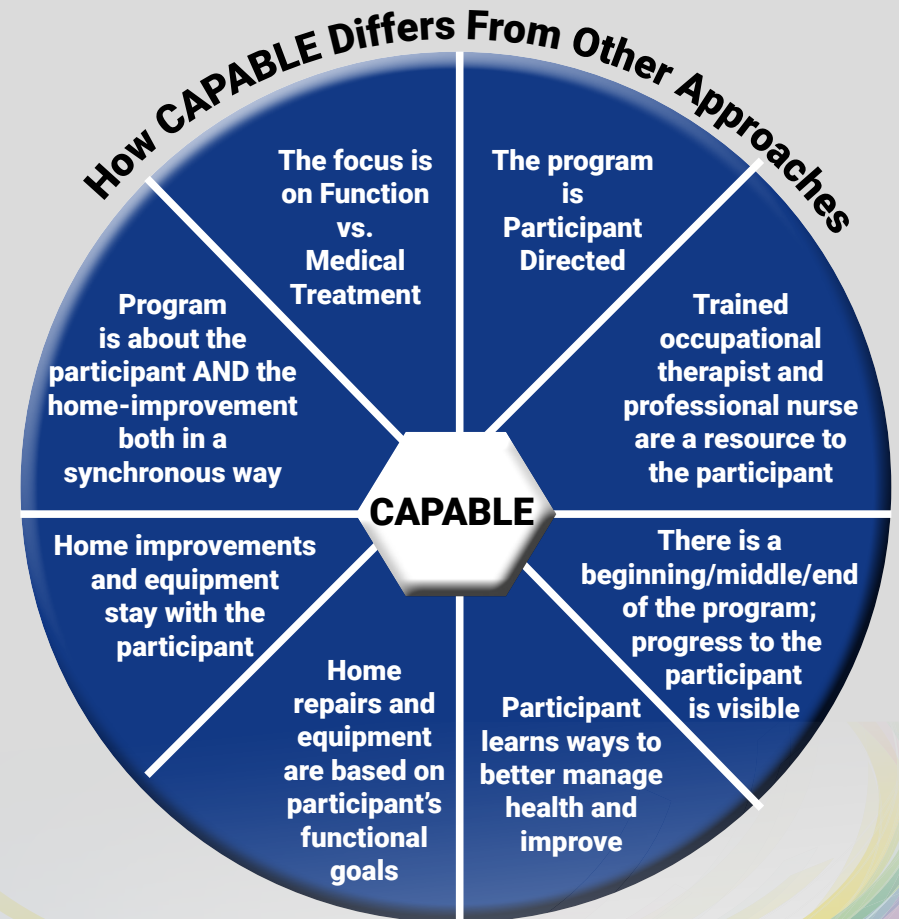 How CAPABLE Differs From Other Approaches
The focus is
on Function
vs.
Medical
Treatment
The program
is
Participant
Directed
Trained
occupational
therapist and
professional nurse
are a resource to
the participant
There is a
beginning/middle/end
of the program;
progress to the
participant
is visible
Participant
learns ways to
better manage
health and
improve
Home
repairs and
equipment
are based on
participant’s
functional
goals
Home improvements
and equipment
stay with the
participant
Program
is about the
participant AND the
home-improvement
both in a
synchronous way
CAPABLE